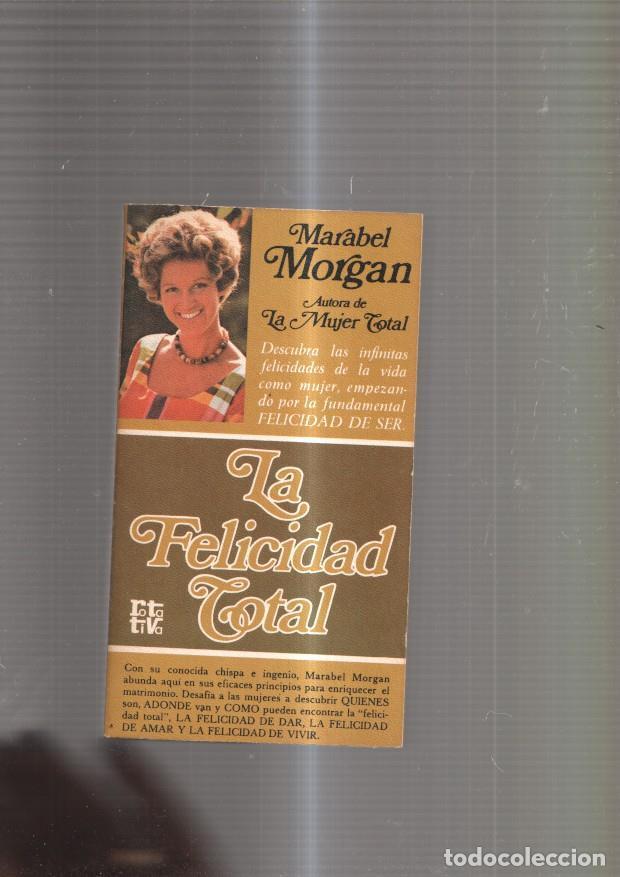 Marabel
Morgan
Autora de
La Mujer Total
Descubra las infinitas
felicidades de la vida
como mujer, empezan-
do por la fundamental
FELICIDAD DE SER.
La
Felicidad
Total
rota
tiva
Con su conocida chispa e ingenio, Marabel Morgan
abunda aquí en sus eficaces principios para enriquecer el
matrimonio. Desafía a las mujeres a descubrir QUIENES
son, ADONDE van y COMO pueden encontrar la "felici-
dad total", LA FELICIDAD DE DAR, LA FELICIDAD
DE AMAR Y LA FELICIDAD DE VIVIR.
todocoleccion